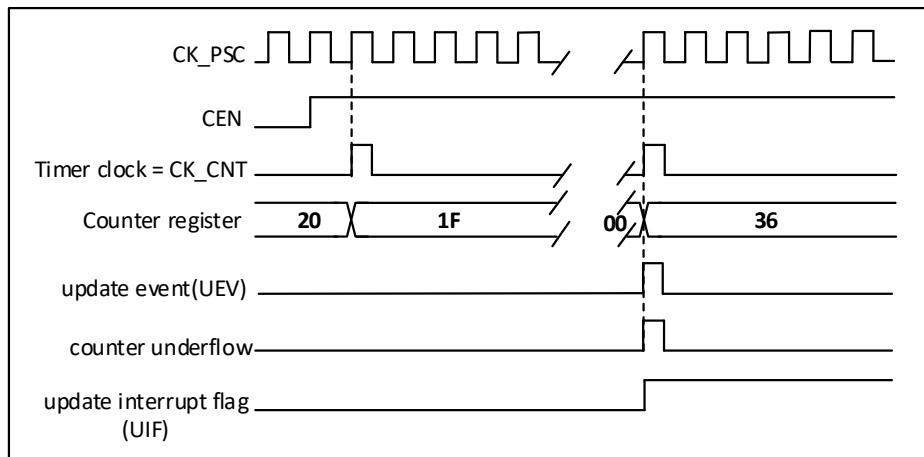 CK_PSC
CEN
Timer clock = CK_CNT
Counter register 20 1F 00 36
update event(UEV)
counter underflow
update interrupt flag
(UIF)